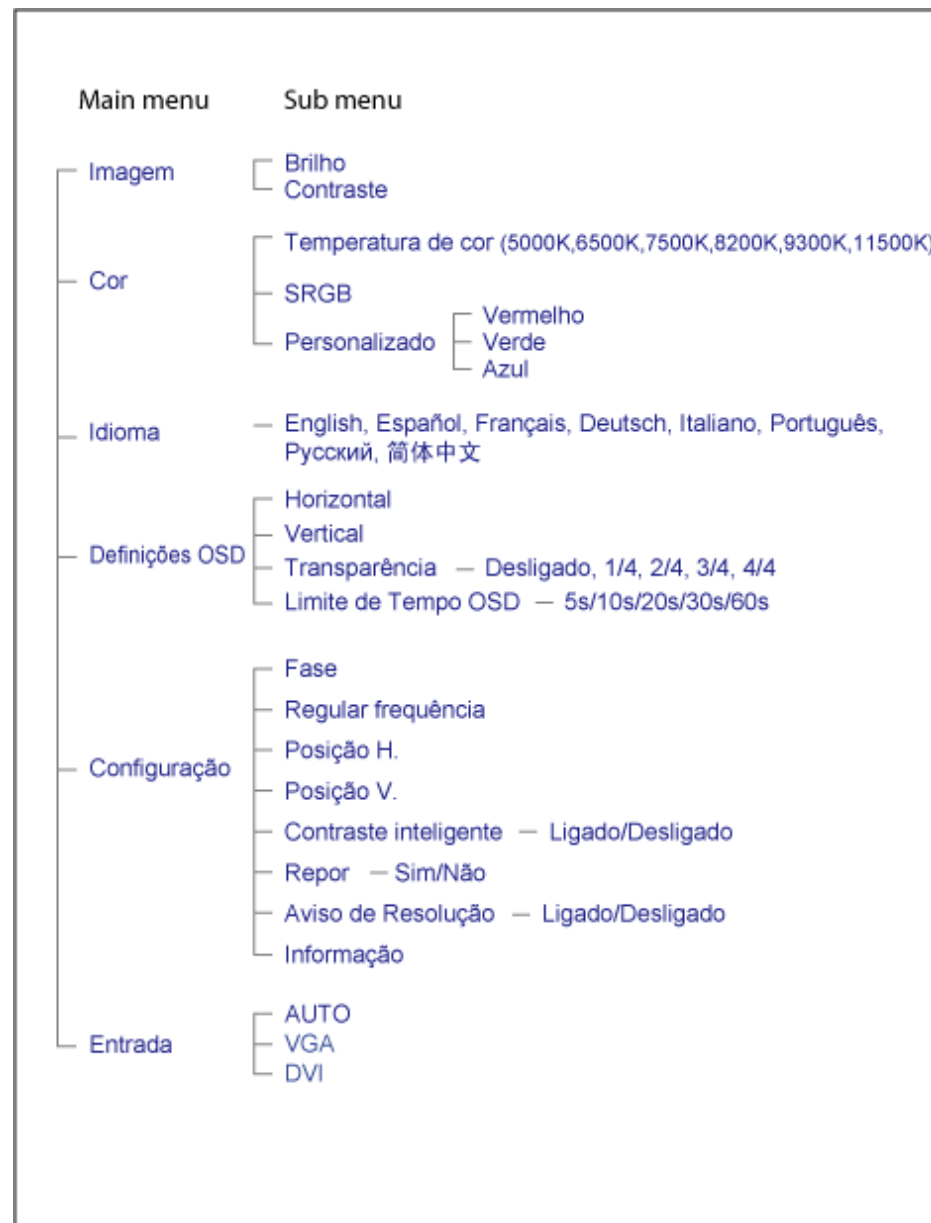 Main menu Sub menu
Imagem
Brilho
Contraste
Cor
Temperatura de cor (5000K,6500K,7500K,8200K,9300K,11500K)
SRGB
Personalizado
Vermelho
Verde
Azul
Idioma
English, Español, Français, Deutsch, Italiano, Português,
Русский, 简体中文
Definições OSD
Horizontal
Vertical
Transparência — Desligado, 1/4, 2/4, 3/4, 4/4
Limite de Tempo OSD — 5s/10s/20s/30s/60s
Configuração
Fase
Regular frequência
Posição H.
Posição V.
Contraste inteligente — Ligado/Desligado
Repor — Sim/Não
Aviso de Resolução — Ligado/Desligado
Informação
Entrada
AUTO
VGA
DVI